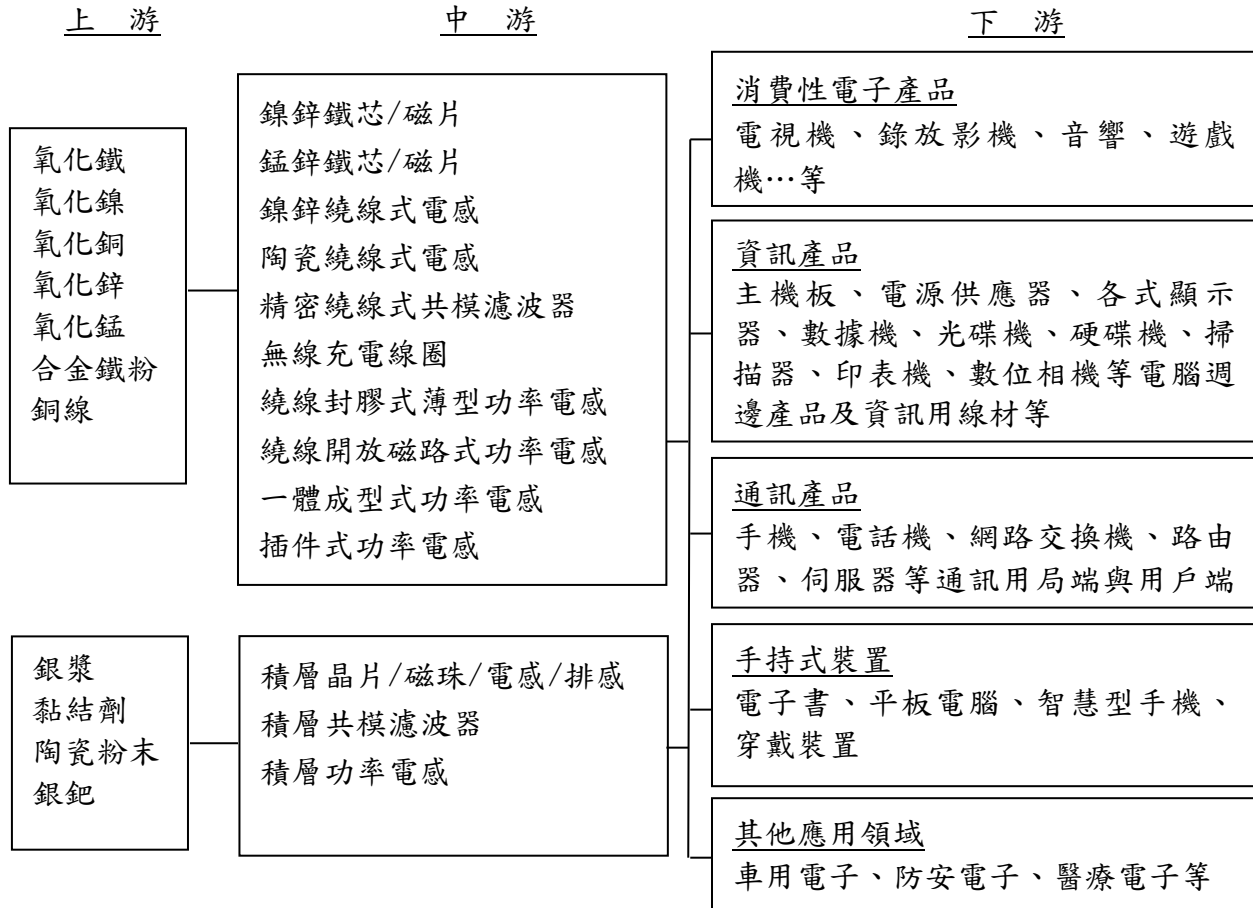 上 游
中 游
下 游
氧化鐵
氧化鎳
氧化銅
氧化鋅
氧化錳
合金鐵粉
銅線
鎳鋅鐵芯/磁片
錳鋅鐵芯/磁片
鎳鋅繞線式電感
陶瓷繞線式電感
精密繞線式共模濾波器
無線充電線圈
繞線封膠式薄型功率電感
繞線開放磁路式功率電感
一體成型式功率電感
插件式功率電感
銀漿
黏結劑
陶瓷粉末
銀鈀
積層晶片/磁珠/電感/排感
積層共模濾波器
積層功率電感
消費性電子產品
電視機、錄放影機、音響、遊戲
機…等
資訊產品
主機板、電源供應器、各式顯示
器、數據機、光碟機、硬碟機、掃
描器、印表機、數位相機等電腦週
邊產品及資訊用線材等
通訊產品
手機、電話機、網路交換機、路由
器、伺服器等通訊用局端與用戶端
手持式裝置
電子書、平板電腦、智慧型手機、
穿戴裝置
其他應用領域
車用電子、防安電子、醫療電子等